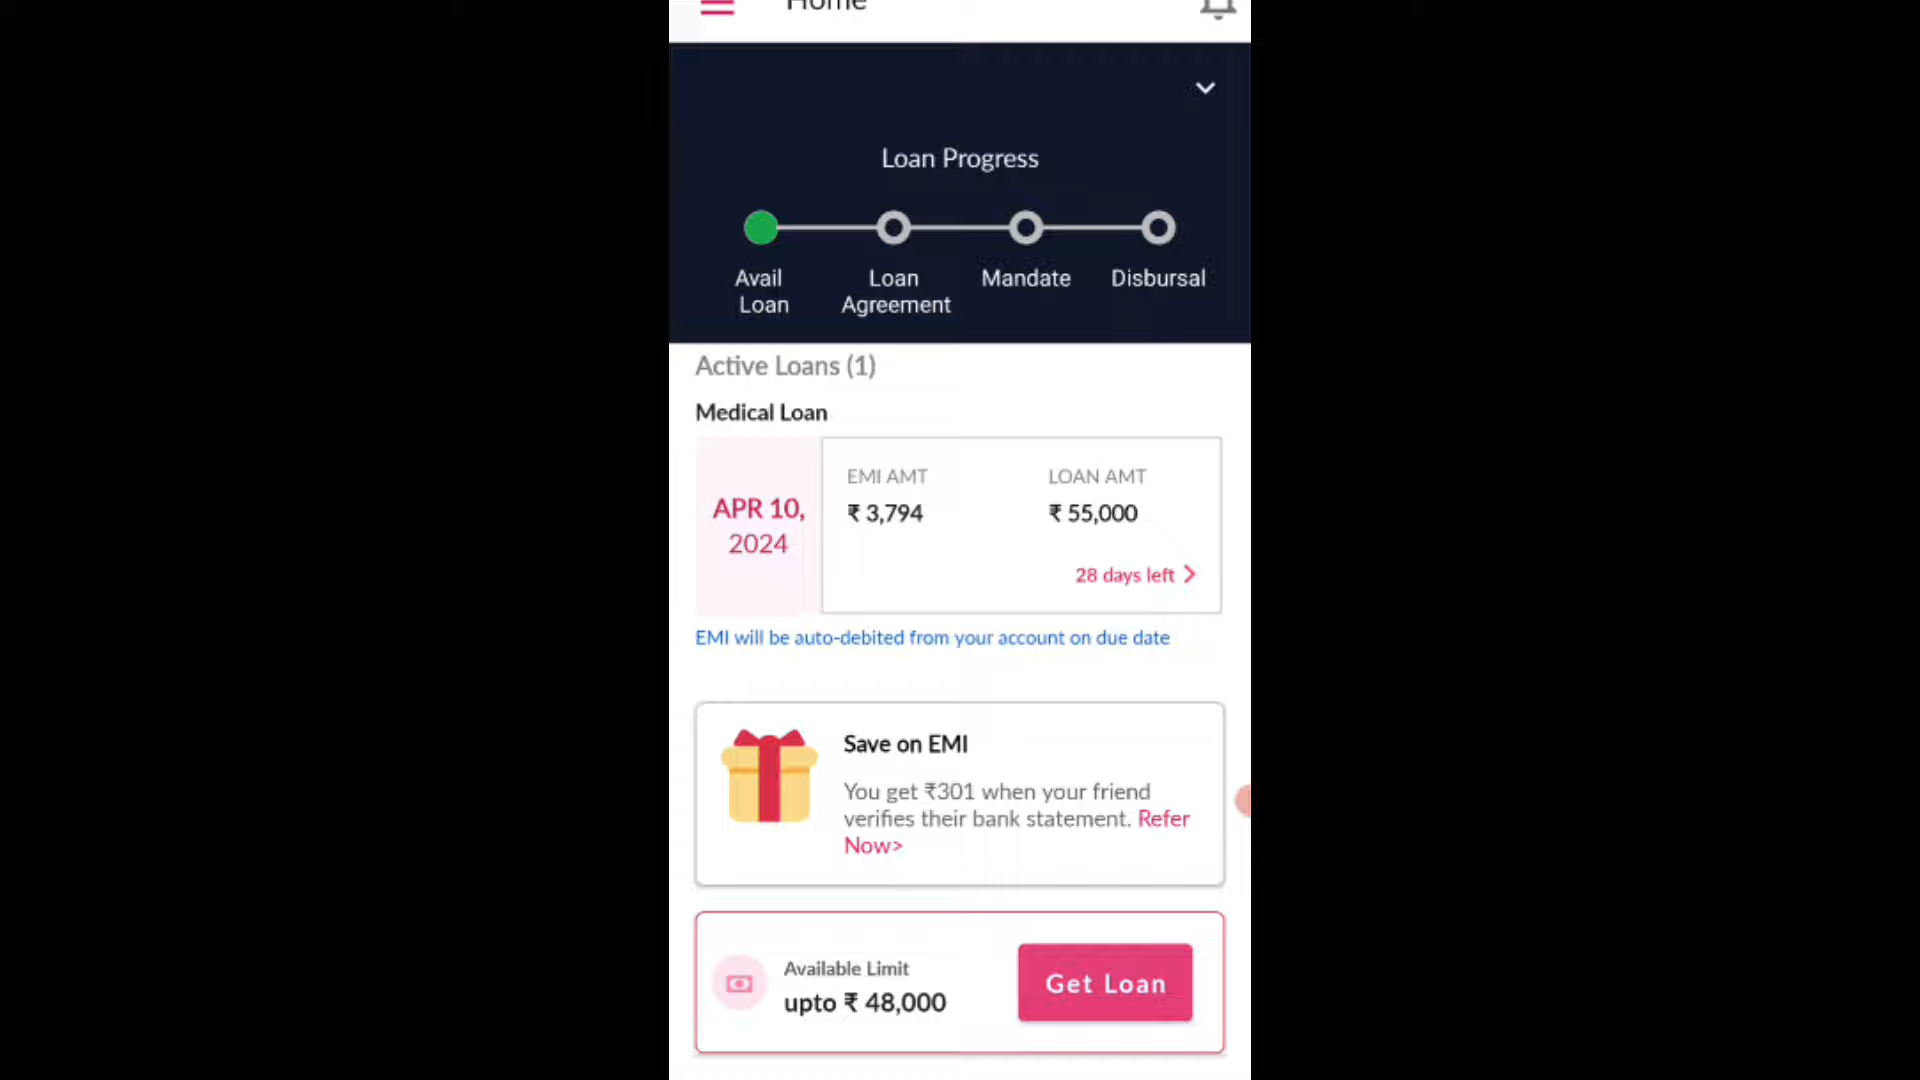 Home
Loan Progress
Avail Loan
Loan Agreement
Mandate
Disbursal
Active Loans (1)
Medical Loan
APR 10,
2024
EMI AMT
₹ 3,794
LOAN AMT
₹ 55,000
28 days left
EMI will be auto-debited from your account on due date
Save on EMI
You get ₹301 when your friend
verifies their bank statement. Refer
Now>
Available Limit
upto ₹ 48,000
Get Loan